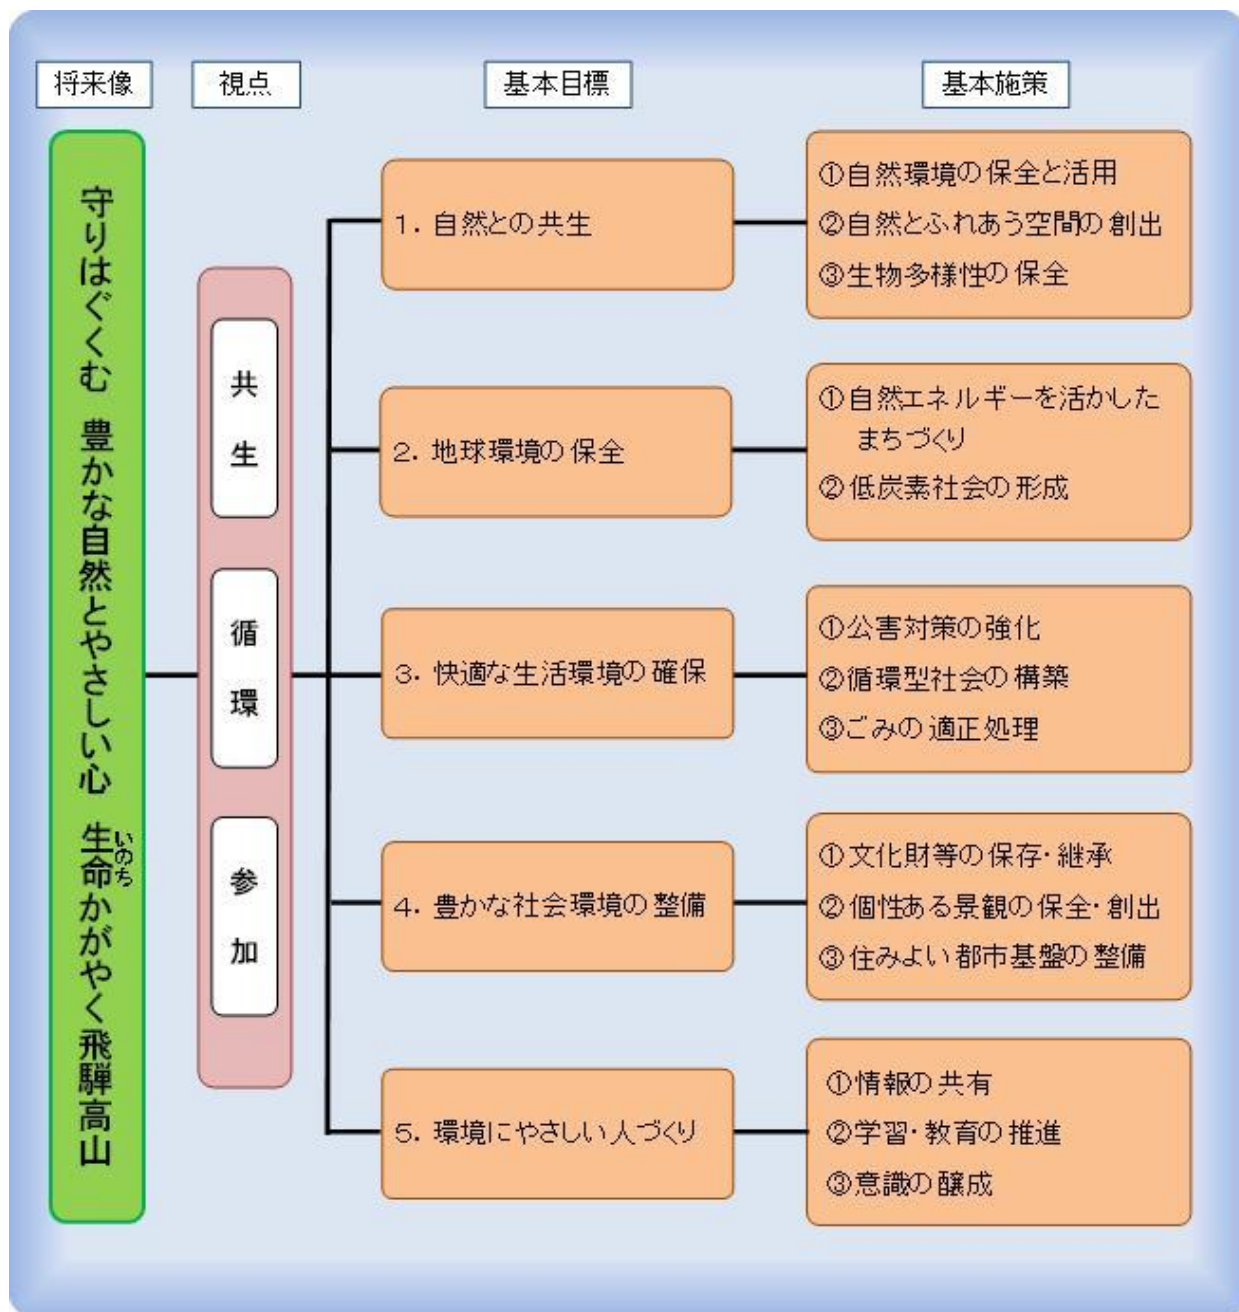 将来像
視点
基本目標
基本施策
守りはぐくむ 豊かな自然とやさしい心 生命かがやく飛騨高山
いのち
共生
循環
参加
1. 自然との共生
①自然環境の保全と活用
②自然とふれあう空間の創出
③生物多様性の保全
2. 地球環境の保全
①自然エネルギーを活かした
まちづくり
②低炭素社会の形成
3. 快適な生活環境の確保
①公害対策の強化
②循環型社会の構築
③ごみの適正処理
4. 豊かな社会環境の整備
①文化財等の保存・継承
②個性ある景観の保全・創出
③住みよい都市基盤の整備
5. 環境にやさしい人づくり
①情報の共有
②学習・教育の推進
③意識の醸成